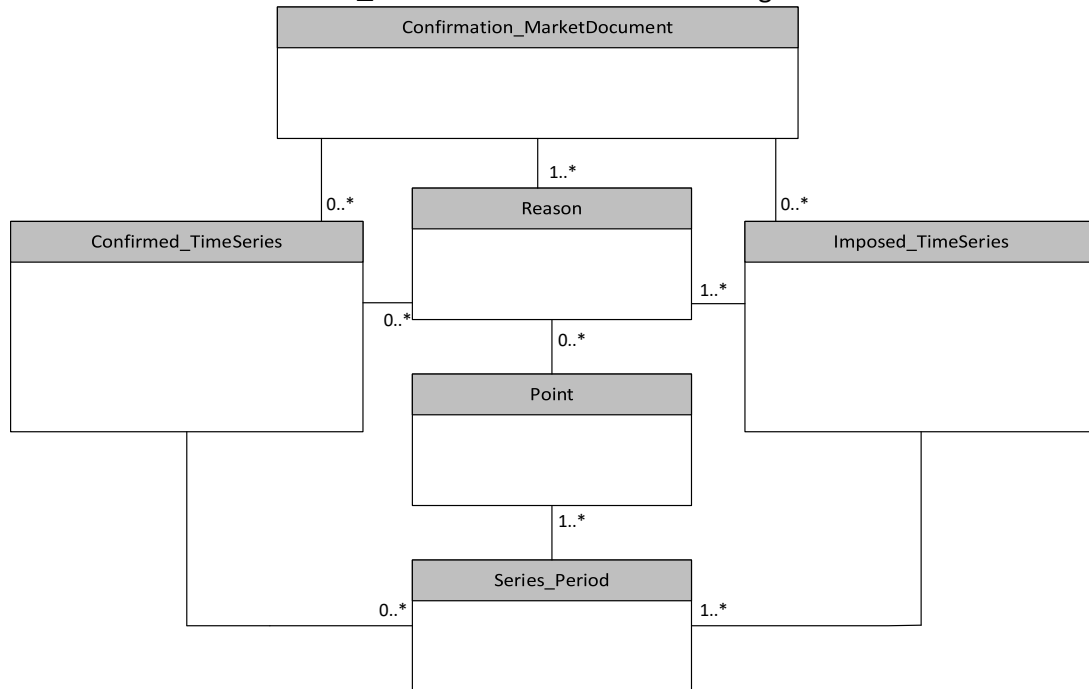 Confirmation_MarketDocument
1..*
0..*
0..*
Reason
Confirmed_TimeSeries
Imposed_TimeSeries
1..*
0..*
0..*
Point
1..*
Series_Period
0..*
1..*